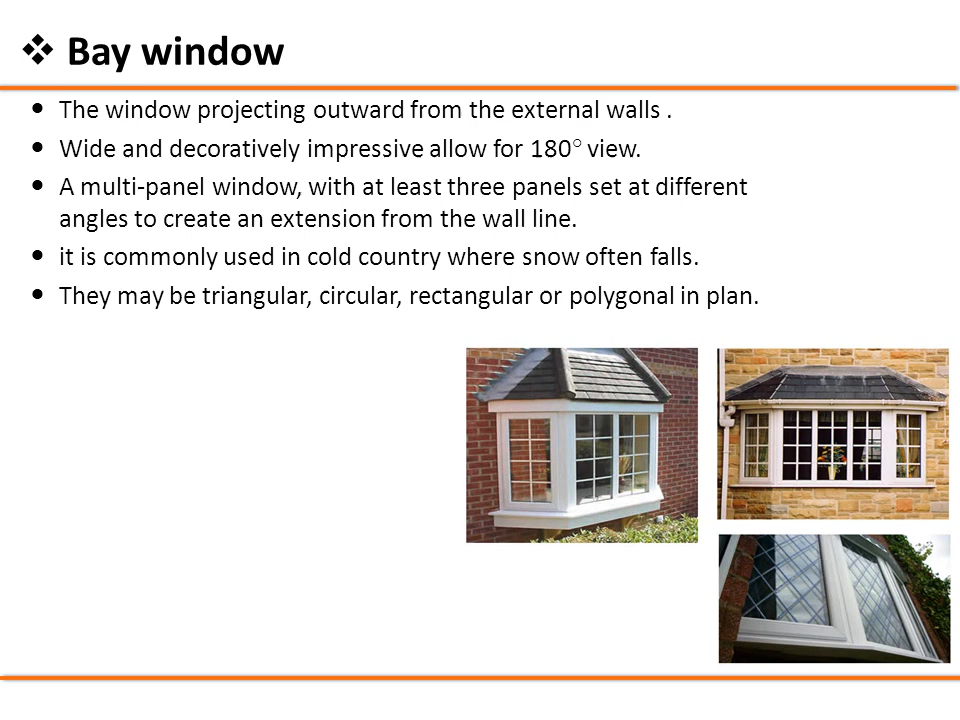 ❖ Bay window
• The window projecting outward from the external walls .
• Wide and decoratively impressive allow for 180° view.
• A multi-panel window, with at least three panels set at different
angles to create an extension from the wall line.
• it is commonly used in cold country where snow often falls.
• They may be triangular, circular, rectangular or polygonal in plan.